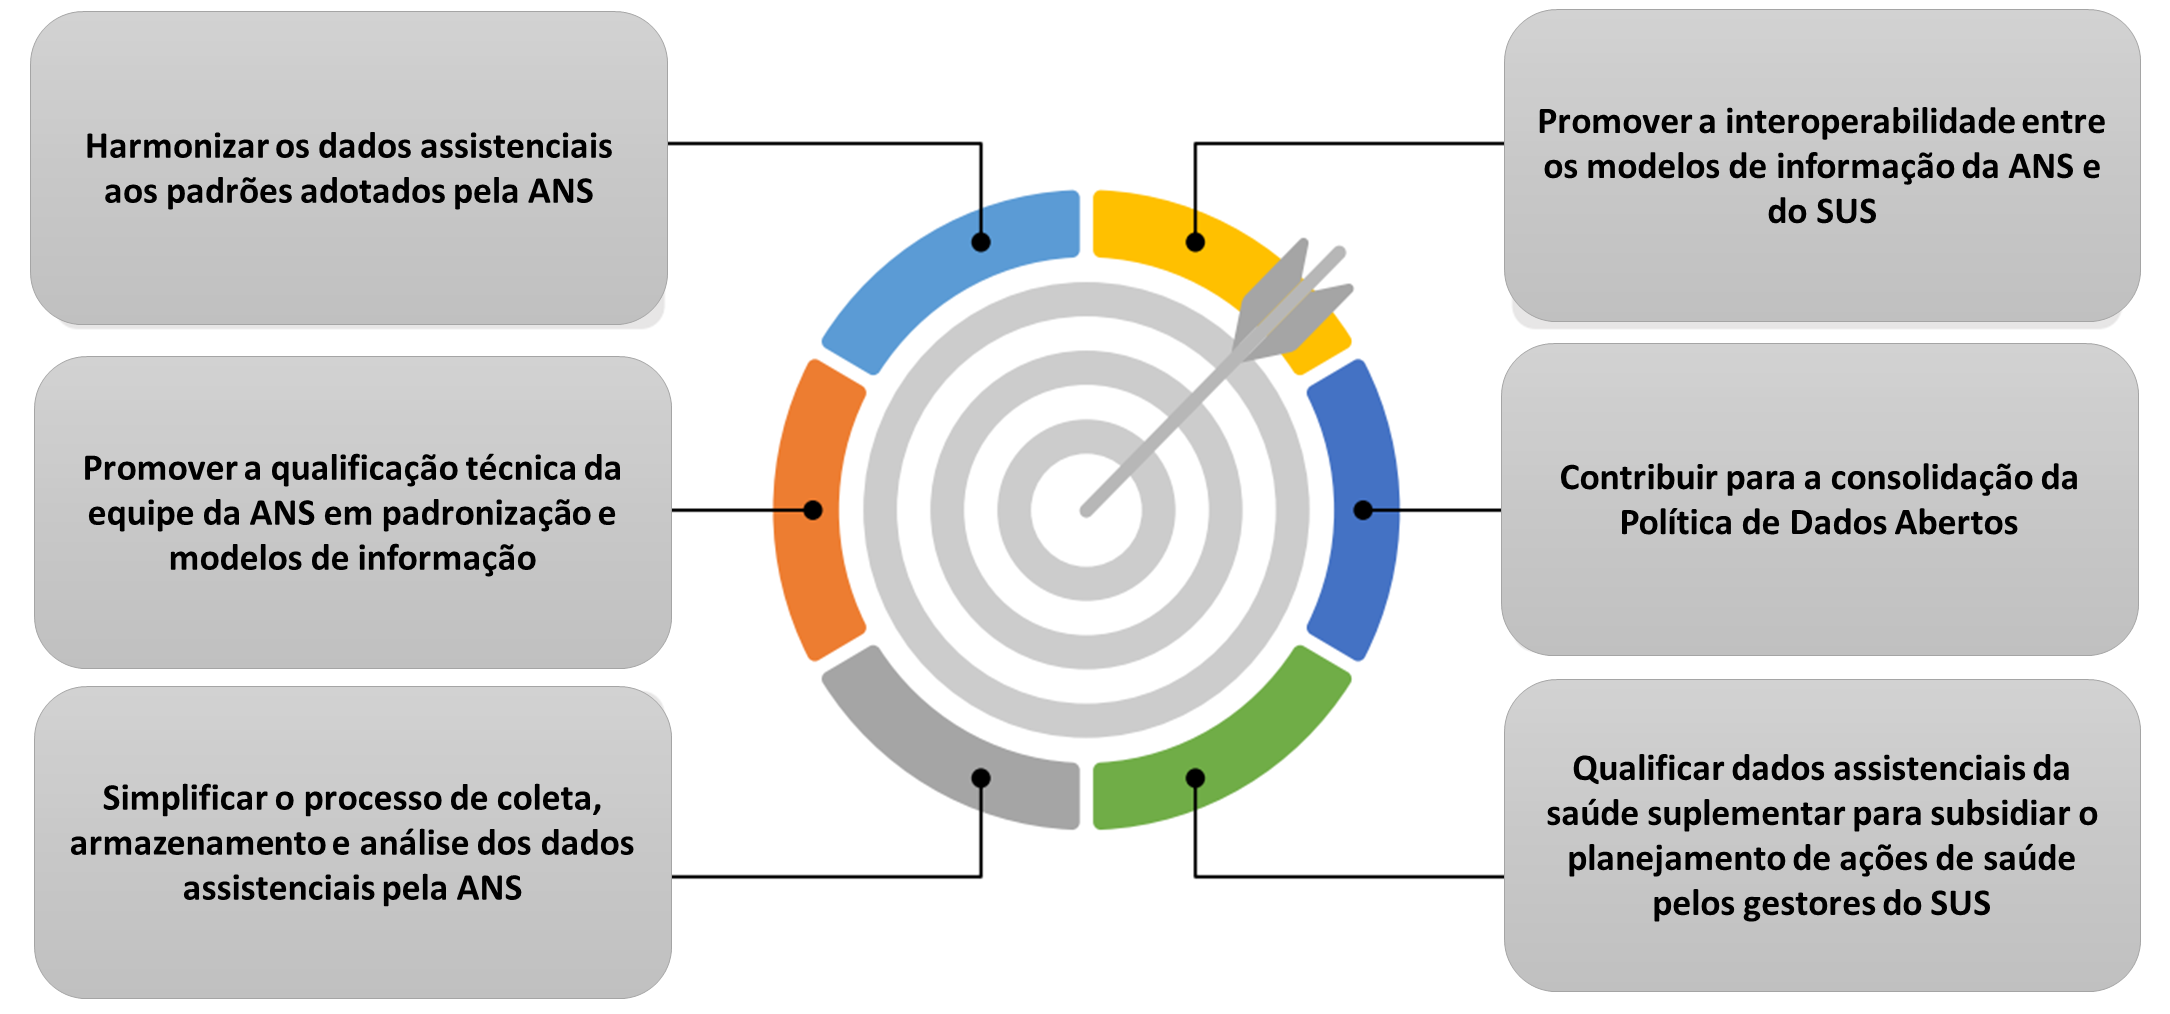 Harmonizar os dados assistenciais
aos padrões adotados pela ANS
Promover a qualificação técnica da
equipe da ANS em padronização e
modelos de informação
Simplificar o processo de coleta,
armazenamento e análise dos dados
assistenciais pela ANS
Promover a interoperabilidade entre
os modelos de informação da ANS e
do SUS
Contribuir para a consolidação da
Política de Dados Abertos
Qualificar dados assistenciais da
saúde suplementar para subsidiar o
planejamento de ações de saúde
pelos gestores do SUS